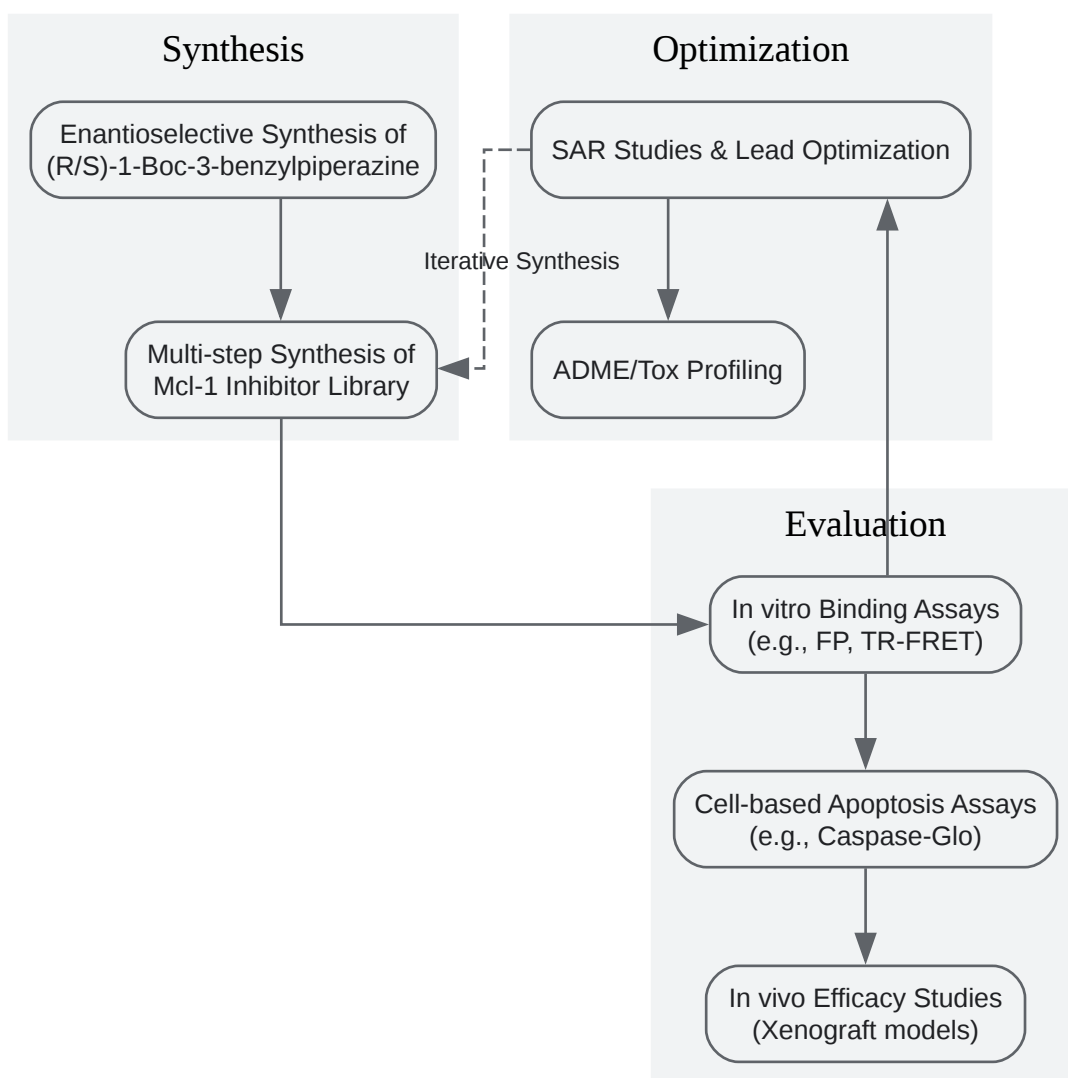 Synthesis
Enantioselective Synthesis of
(R/S)-1-Boc-3-benzylpiperazine
Multi-step Synthesis of
Mcl-1 Inhibitor Library
Optimization
SAR Studies & Lead Optimization
Iterative Synthesis
ADME/Tox Profiling
Evaluation
In vitro Binding Assays
(e.g., FP, TR-FRET)
Cell-based Apoptosis Assays
(e.g., Caspase-Glo)
In vivo Efficacy Studies
(Xenograft models)